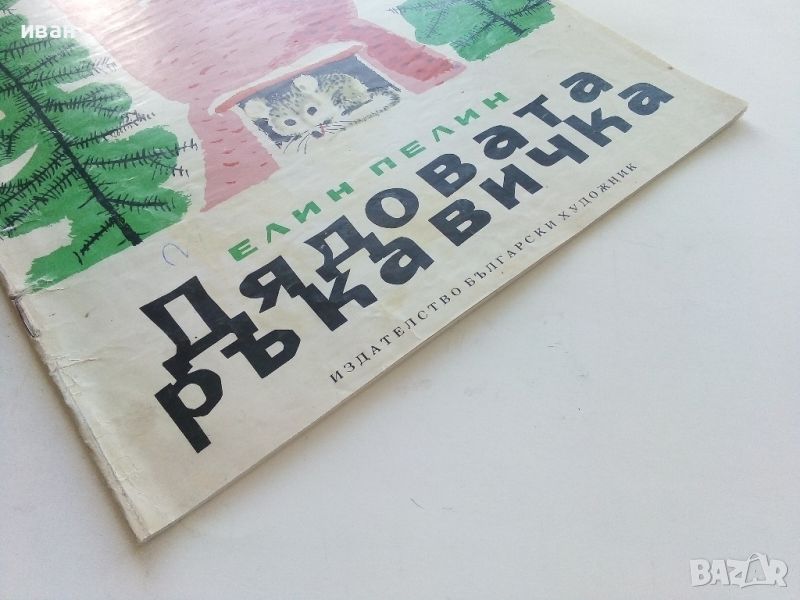 иван
ЕЛИН ПЕЛИН
Дядовата
ръкавичка
ИЗДАТЕЛСТВО БЪЛГАРСКИ ХУДОЖНИК
BAZAR